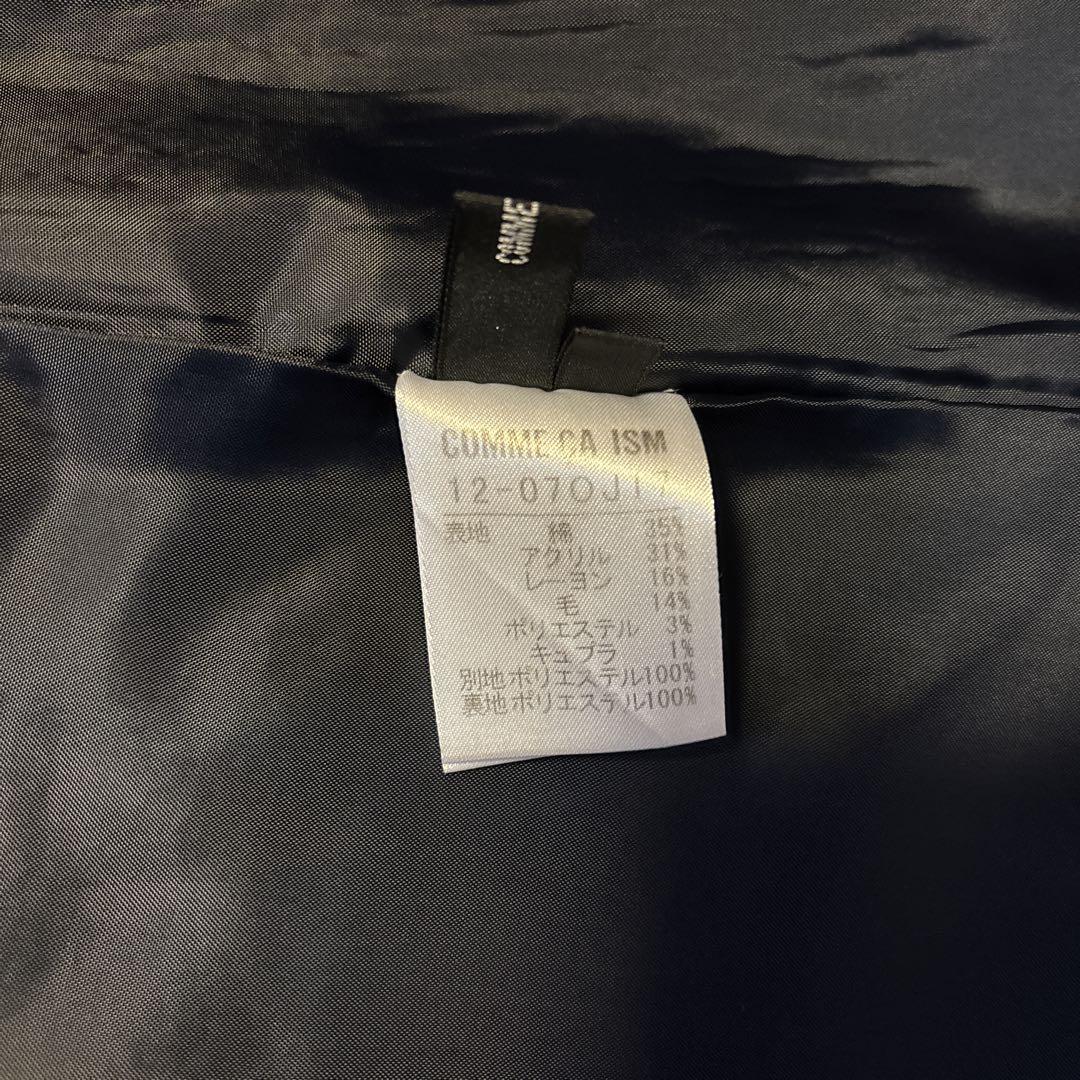 COMME
COMME CA ISM
12-07OJ17
表地 綿 35%
アクリル 31%
レーヨン 16%
毛 14%
ポリエステル 3%
キュプラ 1%
別地 ポリエステル100%
裏地 ポリエステル100%